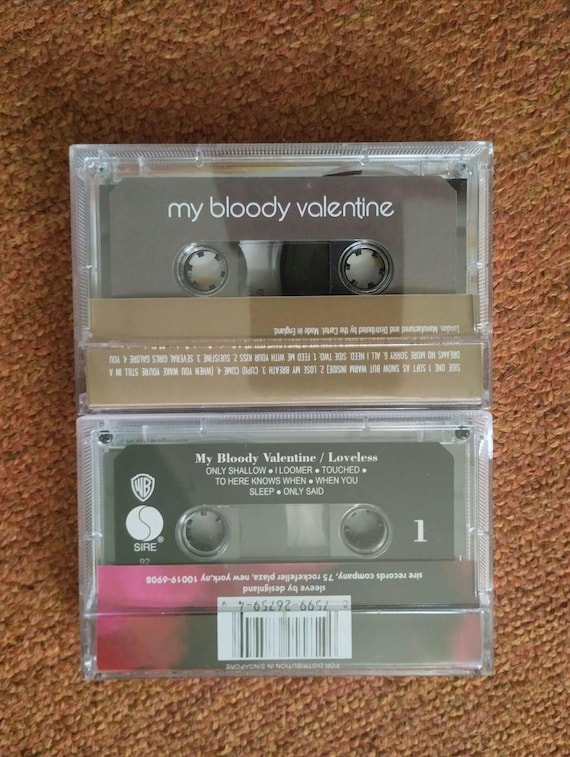 my bloody valentine
SIDE ONE 1. SOFT AS SNOW BUT WARM INSIDE) 2. LOSE MY BREATH 3. CUPID COME 4. (WHEN YOU WAKE YOU'RE STILL IN A
DREAMS NO MORE SORRY 6 ALL I NEED SIDE TWO 1 FEED ME WITH YOUR KISS 2. SUEISFINE 3. SEVERAL GIRLS GALORE 4. YOU
London. Manufactured and Distributed by the Cartel. Made in England.
My Bloody Valentine / Loveless
ONLY SHALLOW • I LOOMER • TOUCHED •
TO HERE KNOWS WHEN • WHEN YOU
SLEEP • ONLY SAID
WB
SIRE ®
92
1
7599 26759-4
sleeve by designland
sire records company, 75 rockefeller plaza, new york,ny 10019-6908
FOR DISTRIBUTION IN SINGAPORE